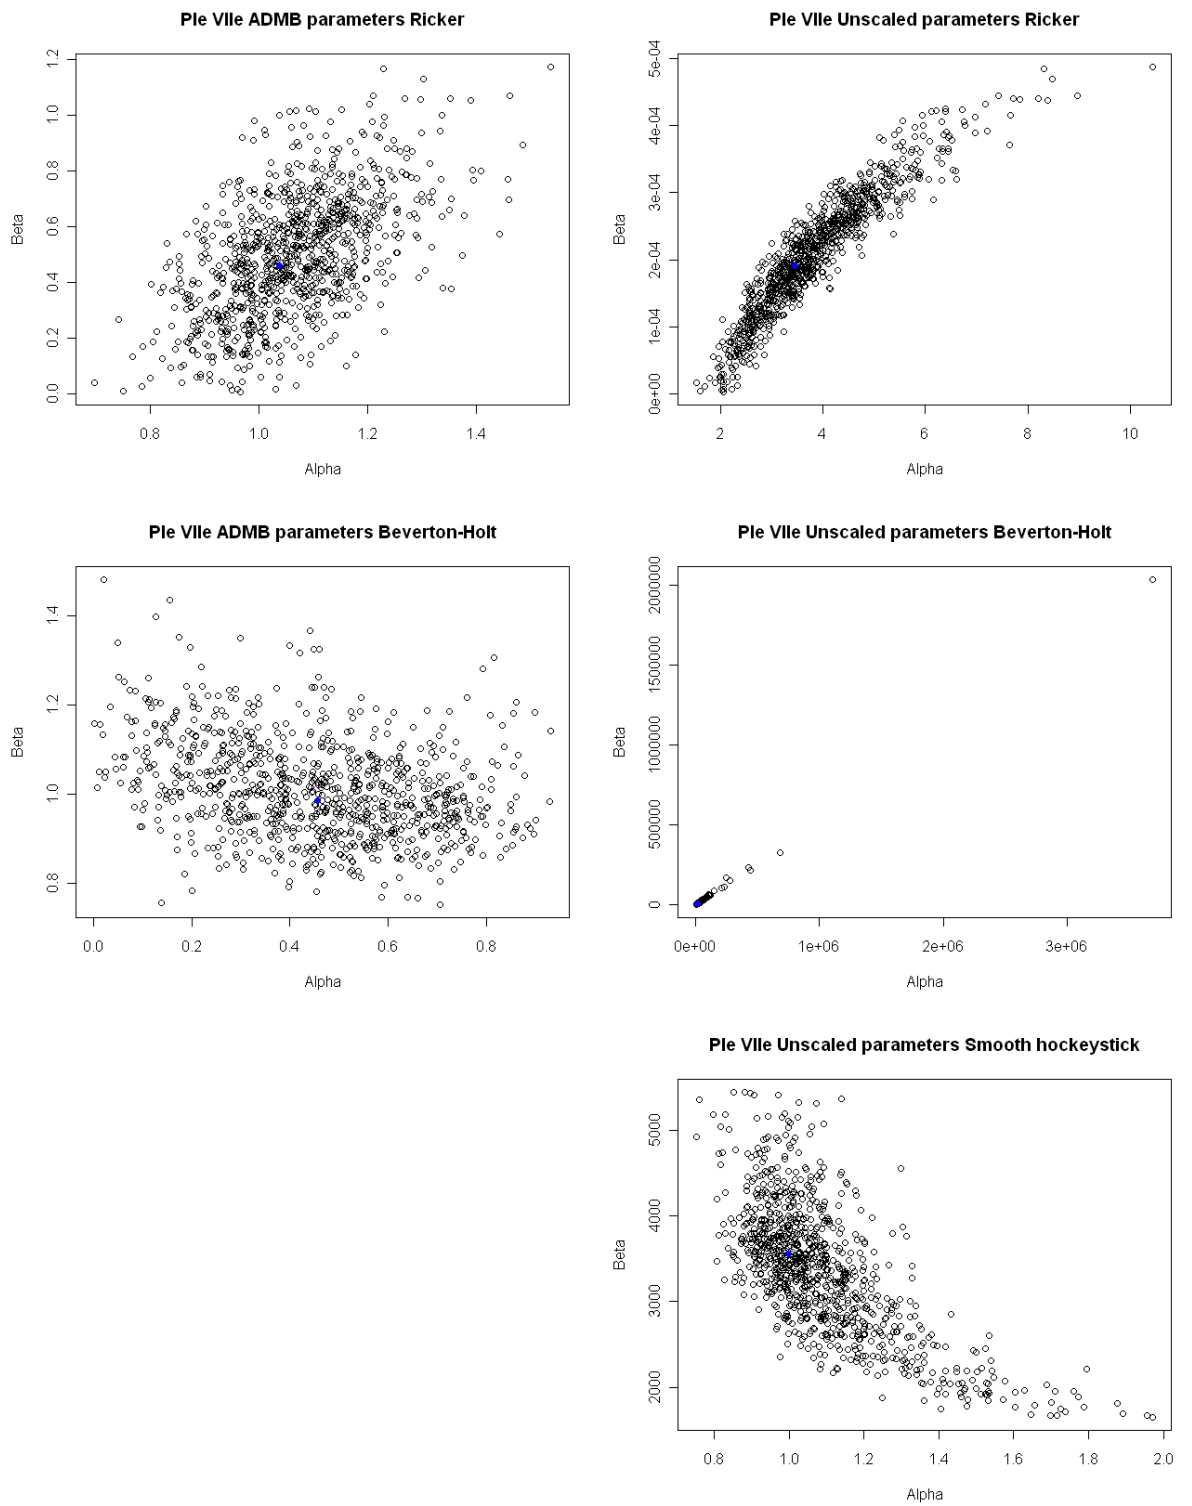 Ple VIIe ADMB parameters Ricker
Beta
0.0 0.2 0.4 0.6 0.8 1.0 1.2
0.8 1.0 1.2 1.4
Alpha
Ple VIIe Unscaled parameters Ricker
Beta
0e+00 1e-04 2e-04 3e-04 4e-04 5e-04
2 4 6 8 10
Alpha
Ple VIIe ADMB parameters Beverton-Holt
Beta
0.8 1.0 1.2 1.4
0.0 0.2 0.4 0.6 0.8
Alpha
Ple VIIe Unscaled parameters Beverton-Holt
Beta
0 500000 1000000 1500000 2000000
0e+00 1e+06 2e+06 3e+06
Alpha
Ple VIIe Unscaled parameters Smooth hockeystick
Beta
2000 3000 4000 5000
0.8 1.0 1.2 1.4 1.6 1.8 2.0
Alpha